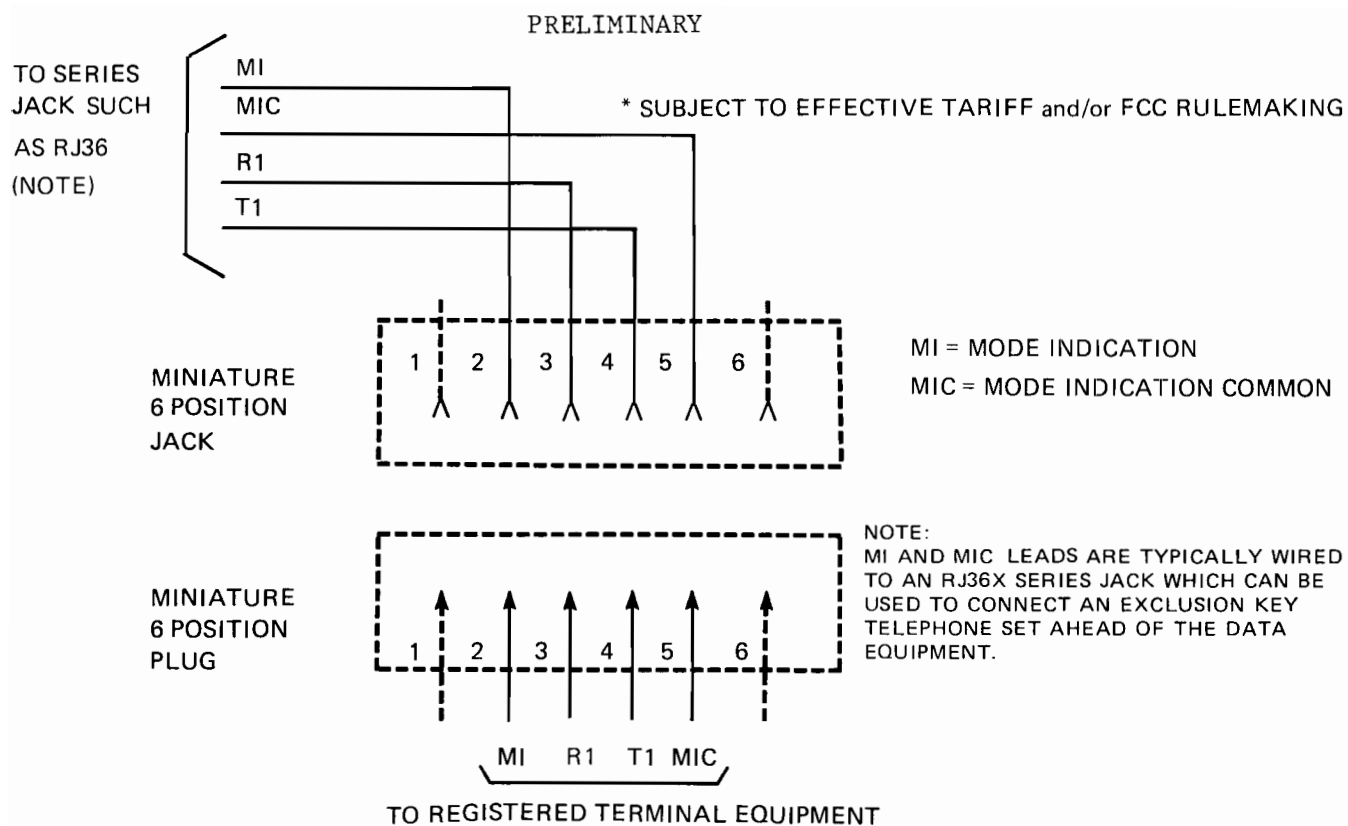 PRELIMINARY
TO SERIES
JACK SUCH
AS RJ36
(NOTE)
MI
MIC
R1
T1
* SUBJECT TO EFFECTIVE TARIFF and/or FCC RULEMAKING
1 2 3 4 5 6
MINIATURE
6 POSITION
JACK
MI = MODE INDICATION
MIC = MODE INDICATION COMMON
MINIATURE
6 POSITION
PLUG
1 2 3 4 5 6
NOTE:
MI AND MIC LEADS ARE TYPICALLY WIRED
TO AN RJ36X SERIES JACK WHICH CAN BE
USED TO CONNECT AN EXCLUSION KEY
TELEPHONE SET AHEAD OF THE DATA
EQUIPMENT.
MI R1 T1 MIC
TO REGISTERED TERMINAL EQUIPMENT